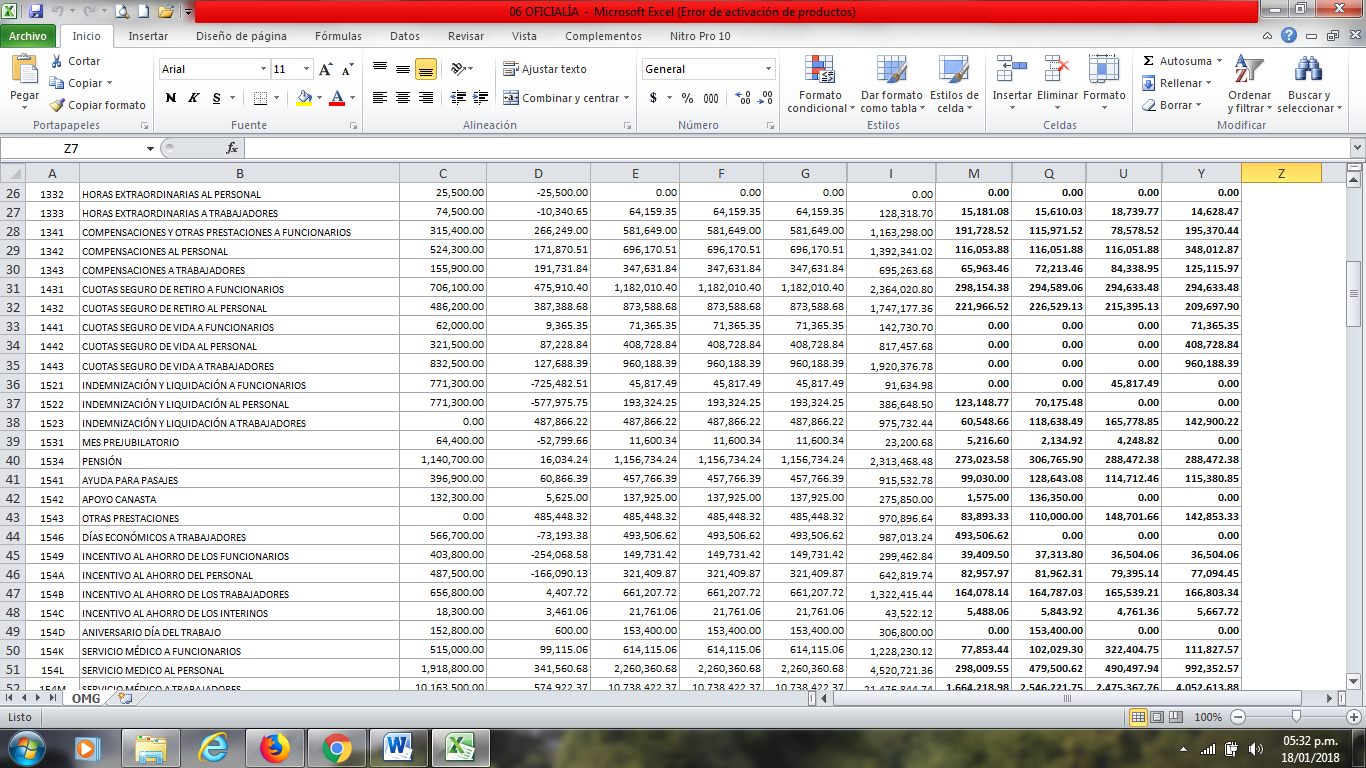 06 OFICIALÍA - Microsoft Excel (Error de activación de productos)
Archivo Inicio Insertar Diseño de página Fórmulas Datos Revisar Vista Complementos Nitro Pro 10
Pegar Cortar Copiar Copiar formato Portapapeles
Arial 11 N K S Fuente
Ajustar texto Combinar y centrar Alineación
General $ % 000 Número
Formato condicional Dar formato como tabla Estilos de celda Estilos
Insertar Eliminar Formato Celdas
Autosuma Rellenar Borrar Ordenar y filtrar Buscar y seleccionar Modificar
Z7 fx
A B C D E F G I M Q U Y Z
26 1332 HORAS EXTRAORDINARIAS AL PERSONAL 25,500.00 -25,500.00 0.00 0.00 0.00 0.00 0.00 0.00 0.00 0.00
27 1333 HORAS EXTRAORDINARIAS A TRABAJADORES 74,500.00 -10,340.65 64,159.35 64,159.35 64,159.35 128,318.70 15,181.08 15,610.03 18,739.77 14,628.47
28 1341 COMPENSACIONES Y OTRAS PRESTACIONES A FUNCIONARIOS 315,400.00 266,249.00 581,649.00 581,649.00 581,649.00 1,163,298.00 191,728.52 115,971.52 78,578.52 195,370.44
29 1342 COMPENSACIONES AL PERSONAL 524,300.00 171,870.51 696,170.51 696,170.51 696,170.51 1,392,341.02 116,053.88 116,051.88 116,051.88 348,012.87
30 1343 COMPENSACIONES A TRABAJADORES 155,900.00 191,731.84 347,631.84 347,631.84 347,631.84 695,263.68 65,963.46 72,213.46 84,338.95 125,115.97
31 1431 CUOTAS SEGURO DE RETIRO A FUNCIONARIOS 706,100.00 475,910.40 1,182,010.40 1,182,010.40 1,182,010.40 2,364,020.80 298,154.38 294,589.06 294,633.48 294,633.48
32 1432 CUOTAS SEGURO DE RETIRO AL PERSONAL 486,200.00 387,388.68 873,588.68 873,588.68 873,588.68 1,747,177.36 221,966.52 226,529.13 215,395.13 209,697.90
33 1441 CUOTAS SEGURO DE VIDA A FUNCIONARIOS 62,000.00 9,365.35 71,365.35 71,365.35 71,365.35 142,730.70 0.00 0.00 0.00 71,365.35
34 1442 CUOTAS SEGURO DE VIDA AL PERSONAL 321,500.00 87,228.84 408,728.84 408,728.84 408,728.84 817,457.68 0.00 0.00 0.00 408,728.84
35 1443 CUOTAS SEGURO DE VIDA A TRABAJADORES 832,500.00 127,688.39 960,188.39 960,188.39 960,188.39 1,920,376.78 0.00 0.00 0.00 960,188.39
36 1521 INDEMNIZACIÓN Y LIQUIDACIÓN A FUNCIONARIOS 771,300.00 -725,482.51 45,817.49 45,817.49 45,817.49 91,634.98 0.00 0.00 45,817.49 0.00
37 1522 INDEMNIZACIÓN Y LIQUIDACIÓN AL PERSONAL 771,300.00 -577,975.75 193,324.25 193,324.25 193,324.25 386,648.50 123,148.77 70,175.48 0.00 0.00
38 1523 INDEMNIZACIÓN Y LIQUIDACIÓN A TRABAJADORES 0.00 487,866.22 487,866.22 487,866.22 487,866.22 975,732.44 60,548.66 118,638.49 165,778.85 142,900.22
39 1531 MES PREJUBILATORIO 64,400.00 -52,799.66 11,600.34 11,600.34 11,600.34 23,200.68 5,216.60 2,134.92 4,248.82 0.00
40 1534 PENSIÓN 1,140,700.00 16,034.24 1,156,734.24 1,156,734.24 1,156,734.24 2,313,468.48 273,023.58 306,765.90 288,472.38 288,472.38
41 1541 AYUDA PARA PASAJES 396,900.00 60,866.39 457,766.39 457,766.39 457,766.39 915,532.78 99,030.00 128,643.08 114,712.46 115,380.85
42 1542 APOYO CANASTA 132,300.00 5,625.00 137,925.00 137,925.00 137,925.00 275,850.00 1,575.00 136,350.00 0.00 0.00
43 1543 OTRAS PRESTACIONES 0.00 485,448.32 485,448.32 485,448.32 485,448.32 970,896.64 83,893.33 110,000.00 148,701.66 142,853.33
44 1546 DÍAS ECONÓMICOS A TRABAJADORES 566,700.00 -73,193.38 493,506.62 493,506.62 493,506.62 987,013.24 493,506.62 0.00 0.00 0.00
45 1549 INCENTIVO AL AHORRO DE LOS FUNCIONARIOS 403,800.00 -254,068.58 149,731.42 149,731.42 149,731.42 299,462.84 39,409.50 37,313.80 36,504.06 36,504.06
46 154A INCENTIVO AL AHORRO DEL PERSONAL 487,500.00 -166,090.13 321,409.87 321,409.87 321,409.87 642,819.74 82,957.97 81,962.31 79,395.14 77,094.45
47 154B INCENTIVO AL AHORRO DE LOS TRABAJADORES 656,800.00 4,407.72 661,207.72 661,207.72 661,207.72 1,322,415.44 164,078.14 164,787.03 165,539.21 166,803.34
48 154C INCENTIVO AL AHORRO DE LOS INTERINOS 18,300.00 3,461.06 21,761.06 21,761.06 21,761.06 43,522.12 5,488.06 5,843.92 4,761.36 5,667.72
49 154D ANIVERSARIO DÍA DEL TRABAJO 152,800.00 600.00 153,400.00 153,400.00 153,400.00 306,800.00 0.00 153,400.00 0.00 0.00
50 154K SERVICIO MÉDICO A FUNCIONARIOS 515,000.00 99,115.06 614,115.06 614,115.06 614,115.06 1,228,230.12 77,853.44 102,029.30 322,404.75 111,827.57
51 154L SERVICIO MEDICO AL PERSONAL 1,918,800.00 341,560.68 2,260,360.68 2,260,360.68 2,260,360.68 4,520,721.36 298,009.55 479,500.62 490,497.94 992,352.57
52 154M SERVICIO MÉDICO A TRABAJADORES 10,163,500.00 574,922.37 10,738,422.37 10,738,422.37 10,738,422.37 21,476,844.74 1,664,218.98 2,546,221.75 2,475,367.76 4,052,613.88
OMG
Listo 100%
05:32 p.m.
18/01/2018